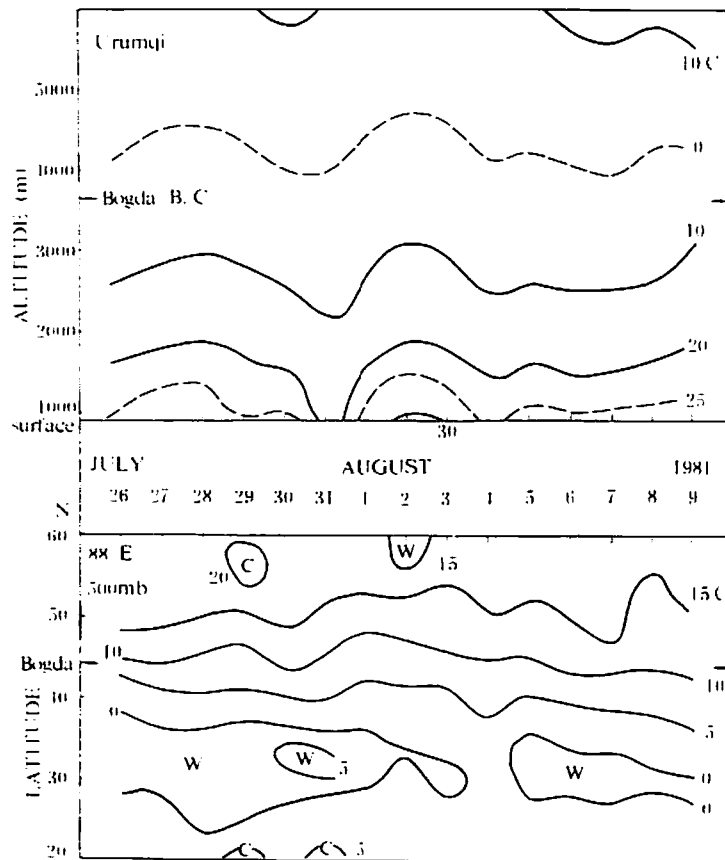 Urumqi
10 C
5000
0
4000
Bogda B. C
10
3000
ALTITUDE (m)
2000
20
25
1000
surface
30
JULY AUGUST 1981
26 27 28 29 30 31 1 2 3 4 5 6 7 8 9
N
60
88 E
C
W
20
15
500mb
15 C
50
10
Bogda
10
40
0
5
LATITUDE
W
W
5
W
0
30
0
C
C
5
20